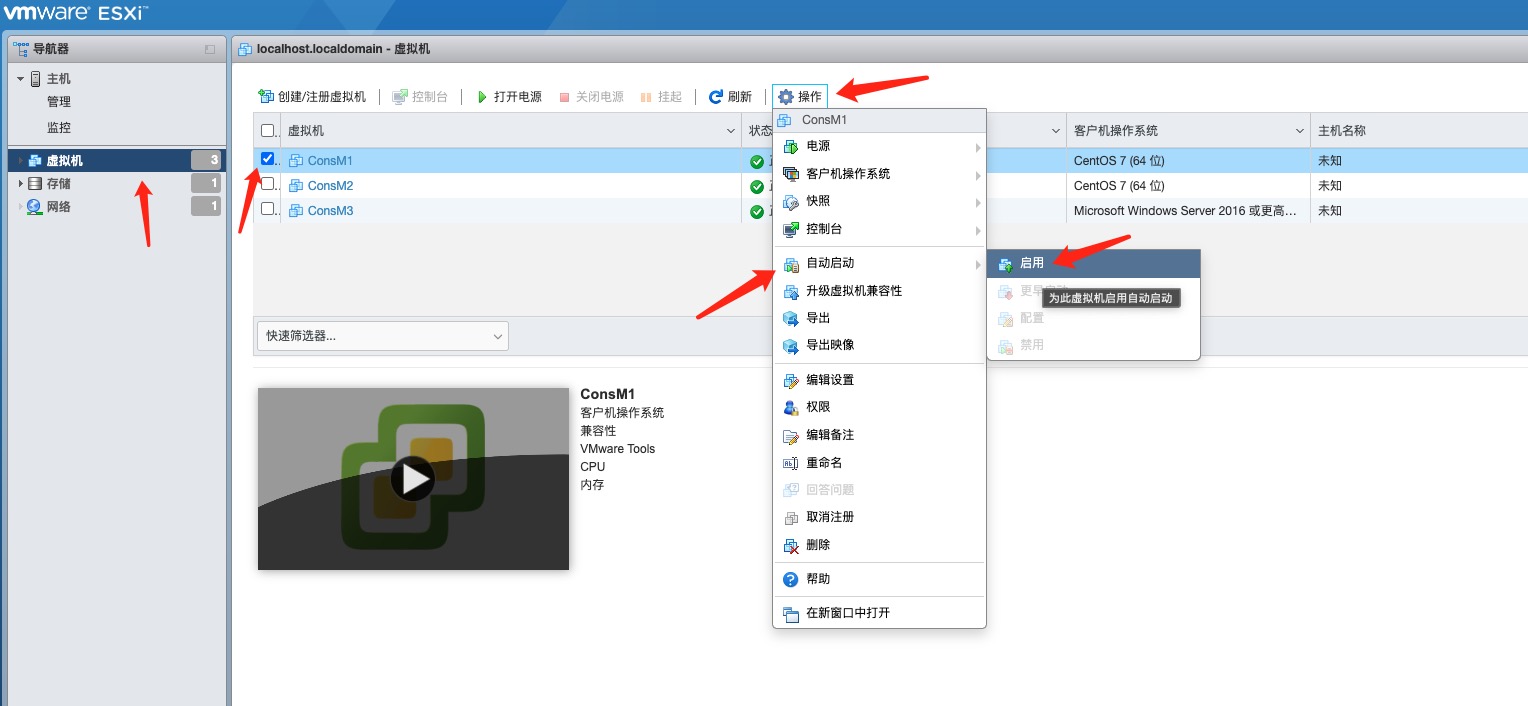 vmware ESXi™
导航器
主机
管理
监控
虚拟机 3
存储 1
网络 1
localhost.localdomain - 虚拟机
创建/注册虚拟机 控制台 打开电源 关闭电源 挂起 刷新 操作
虚拟机 状态 客户机操作系统 主机名称
ConsM1 CentOS 7 (64 位) 未知
ConsM2 CentOS 7 (64 位) 未知
ConsM3 Microsoft Windows Server 2016 或更高... 未知
快速筛选器...
ConsM1
客户机操作系统
兼容性
VMware Tools
CPU
内存
ConsM1
电源
客户机操作系统
快照
控制台
自动启动
升级虚拟机兼容性
导出
导出映像
编辑设置
权限
编辑备注
重命名
回答问题
取消注册
删除
帮助
在新窗口中打开
启用
更早启动
为此虚拟机启用自动启动
配置
禁用